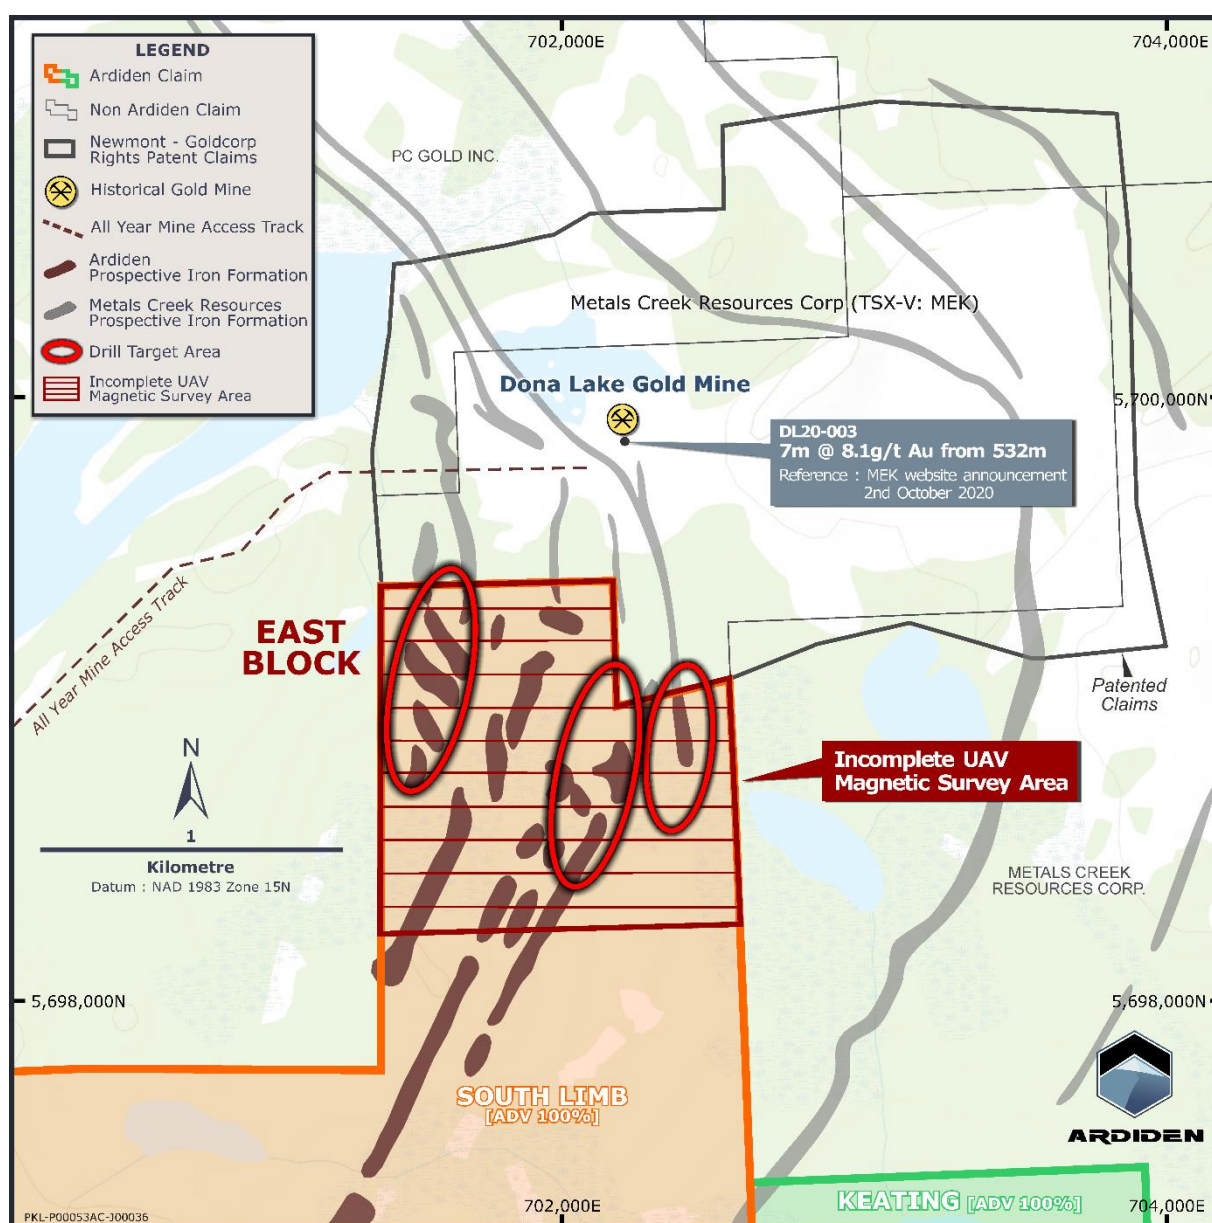 702,000E
704,000E
LEGEND
Ardiden Claim
Non Ardiden Claim
Newmont - Goldcorp
Rights Patent Claims
Historical Gold Mine
All Year Mine Access Track
Ardiden
Prospective Iron Formation
Metals Creek Resources
Prospective Iron Formation
Drill Target Area
Incomplete UAV
Magnetic Survey Area
PC GOLD INC.
Metals Creek Resources Corp (TSX-V: MEK)
Dona Lake Gold Mine
5,700,000N
DL20-003
7m @ 8.1g/t Au from 532m
Reference : MEK website announcement
2nd October 2020
EAST
BLOCK
All Year Mine Access Track
Patented
Claims
N
1
Kilometre
Datum : NAD 1983 Zone 15N
Incomplete UAV
Magnetic Survey Area
METALS CREEK
RESOURCES CORP.
5,698,000N
5,698,000N
SOUTH LIMB
[ADV 100%]
ARDIDEN
KEATING [ADV 100%]
PKL-P00053AC-J00036
702,000E
704,000E